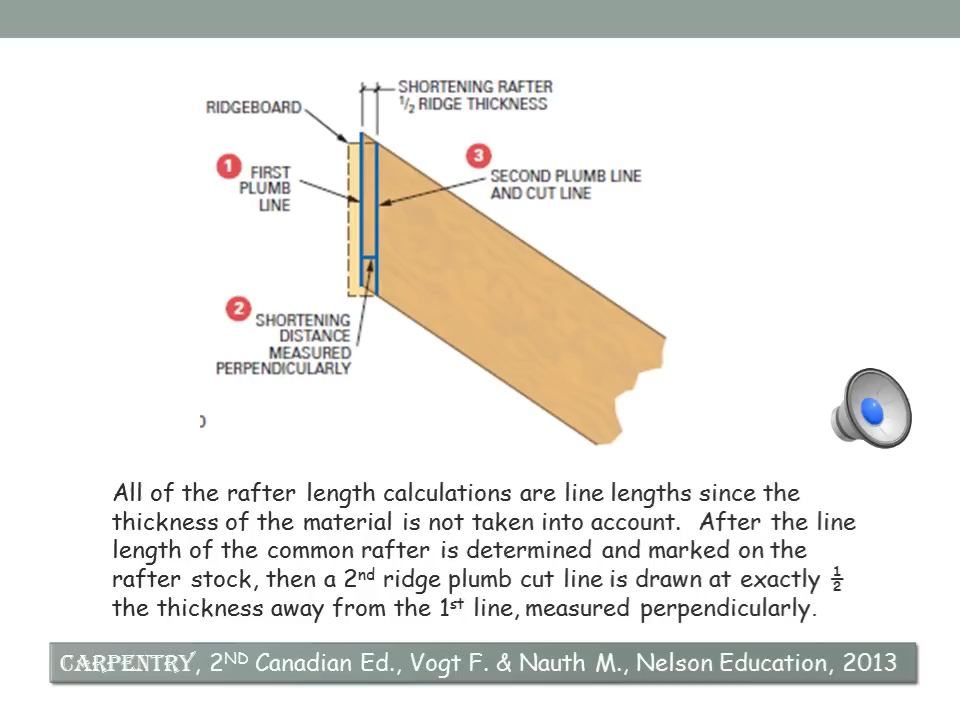 SHORTENING RAFTER
1/2 RIDGE THICKNESS
RIDGEBOARD
1
FIRST
PLUMB
LINE
3
SECOND PLUMB LINE
AND CUT LINE
2
SHORTENING
DISTANCE
MEASURED
PERPENDICULARLY
All of the rafter length calculations are line lengths since the
thickness of the material is not taken into account. After the line
length of the common rafter is determined and marked on the
rafter stock, then a 2nd ridge plumb cut line is drawn at exactly ½
the thickness away from the 1st line, measured perpendicularly.
CARPENTRY, 2ND Canadian Ed., Vogt F. & Nauth M., Nelson Education, 2013